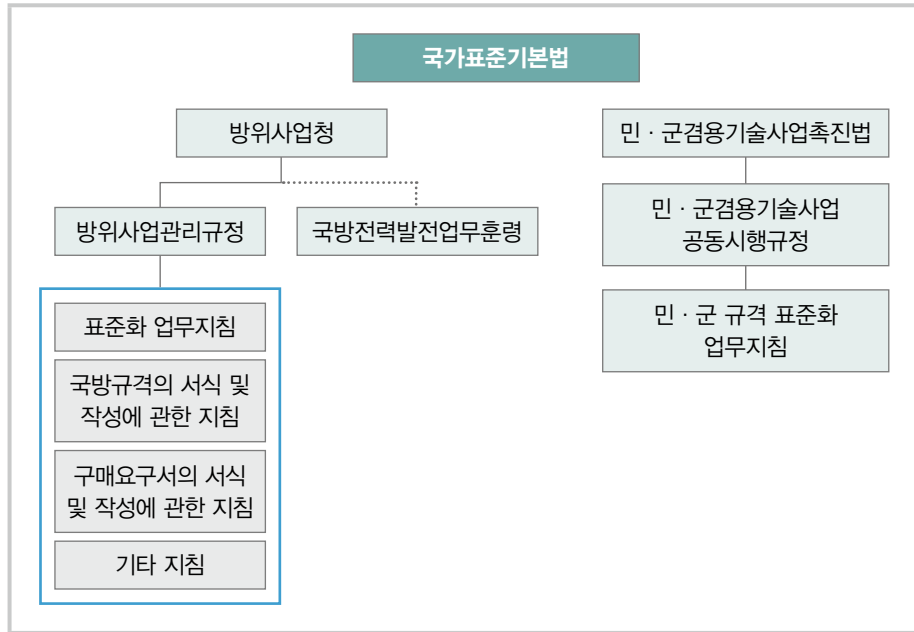 국가표준기본법
방위사업청
방위사업관리규정
국방전력발전업무훈령
표준화 업무지침
국방규격의 서식 및
작성에 관한 지침
구매요구서의 서식
및 작성에 관한 지침
기타 지침
민 · 군겸용기술사업촉진법
민 · 군겸용기술사업
공동시행규정
민 · 군 규격 표준화
업무지침